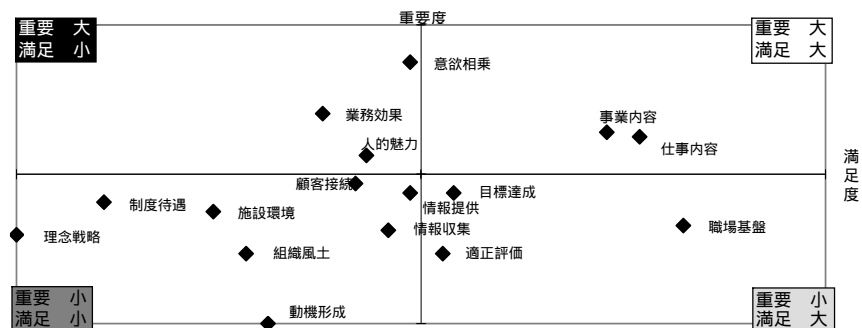 重要度
重要 大
満足 小
重要 大
満足 大
意欲相乗
業務効果
事業内容
人的魅力
仕事内容
満足度
顧客接続
目標達成
制度待遇
施設環境
情報提供
理念戦略
情報収集
職場基盤
組織風土
適正評価
重要 小
満足 小
動機形成
重要 小
満足 大